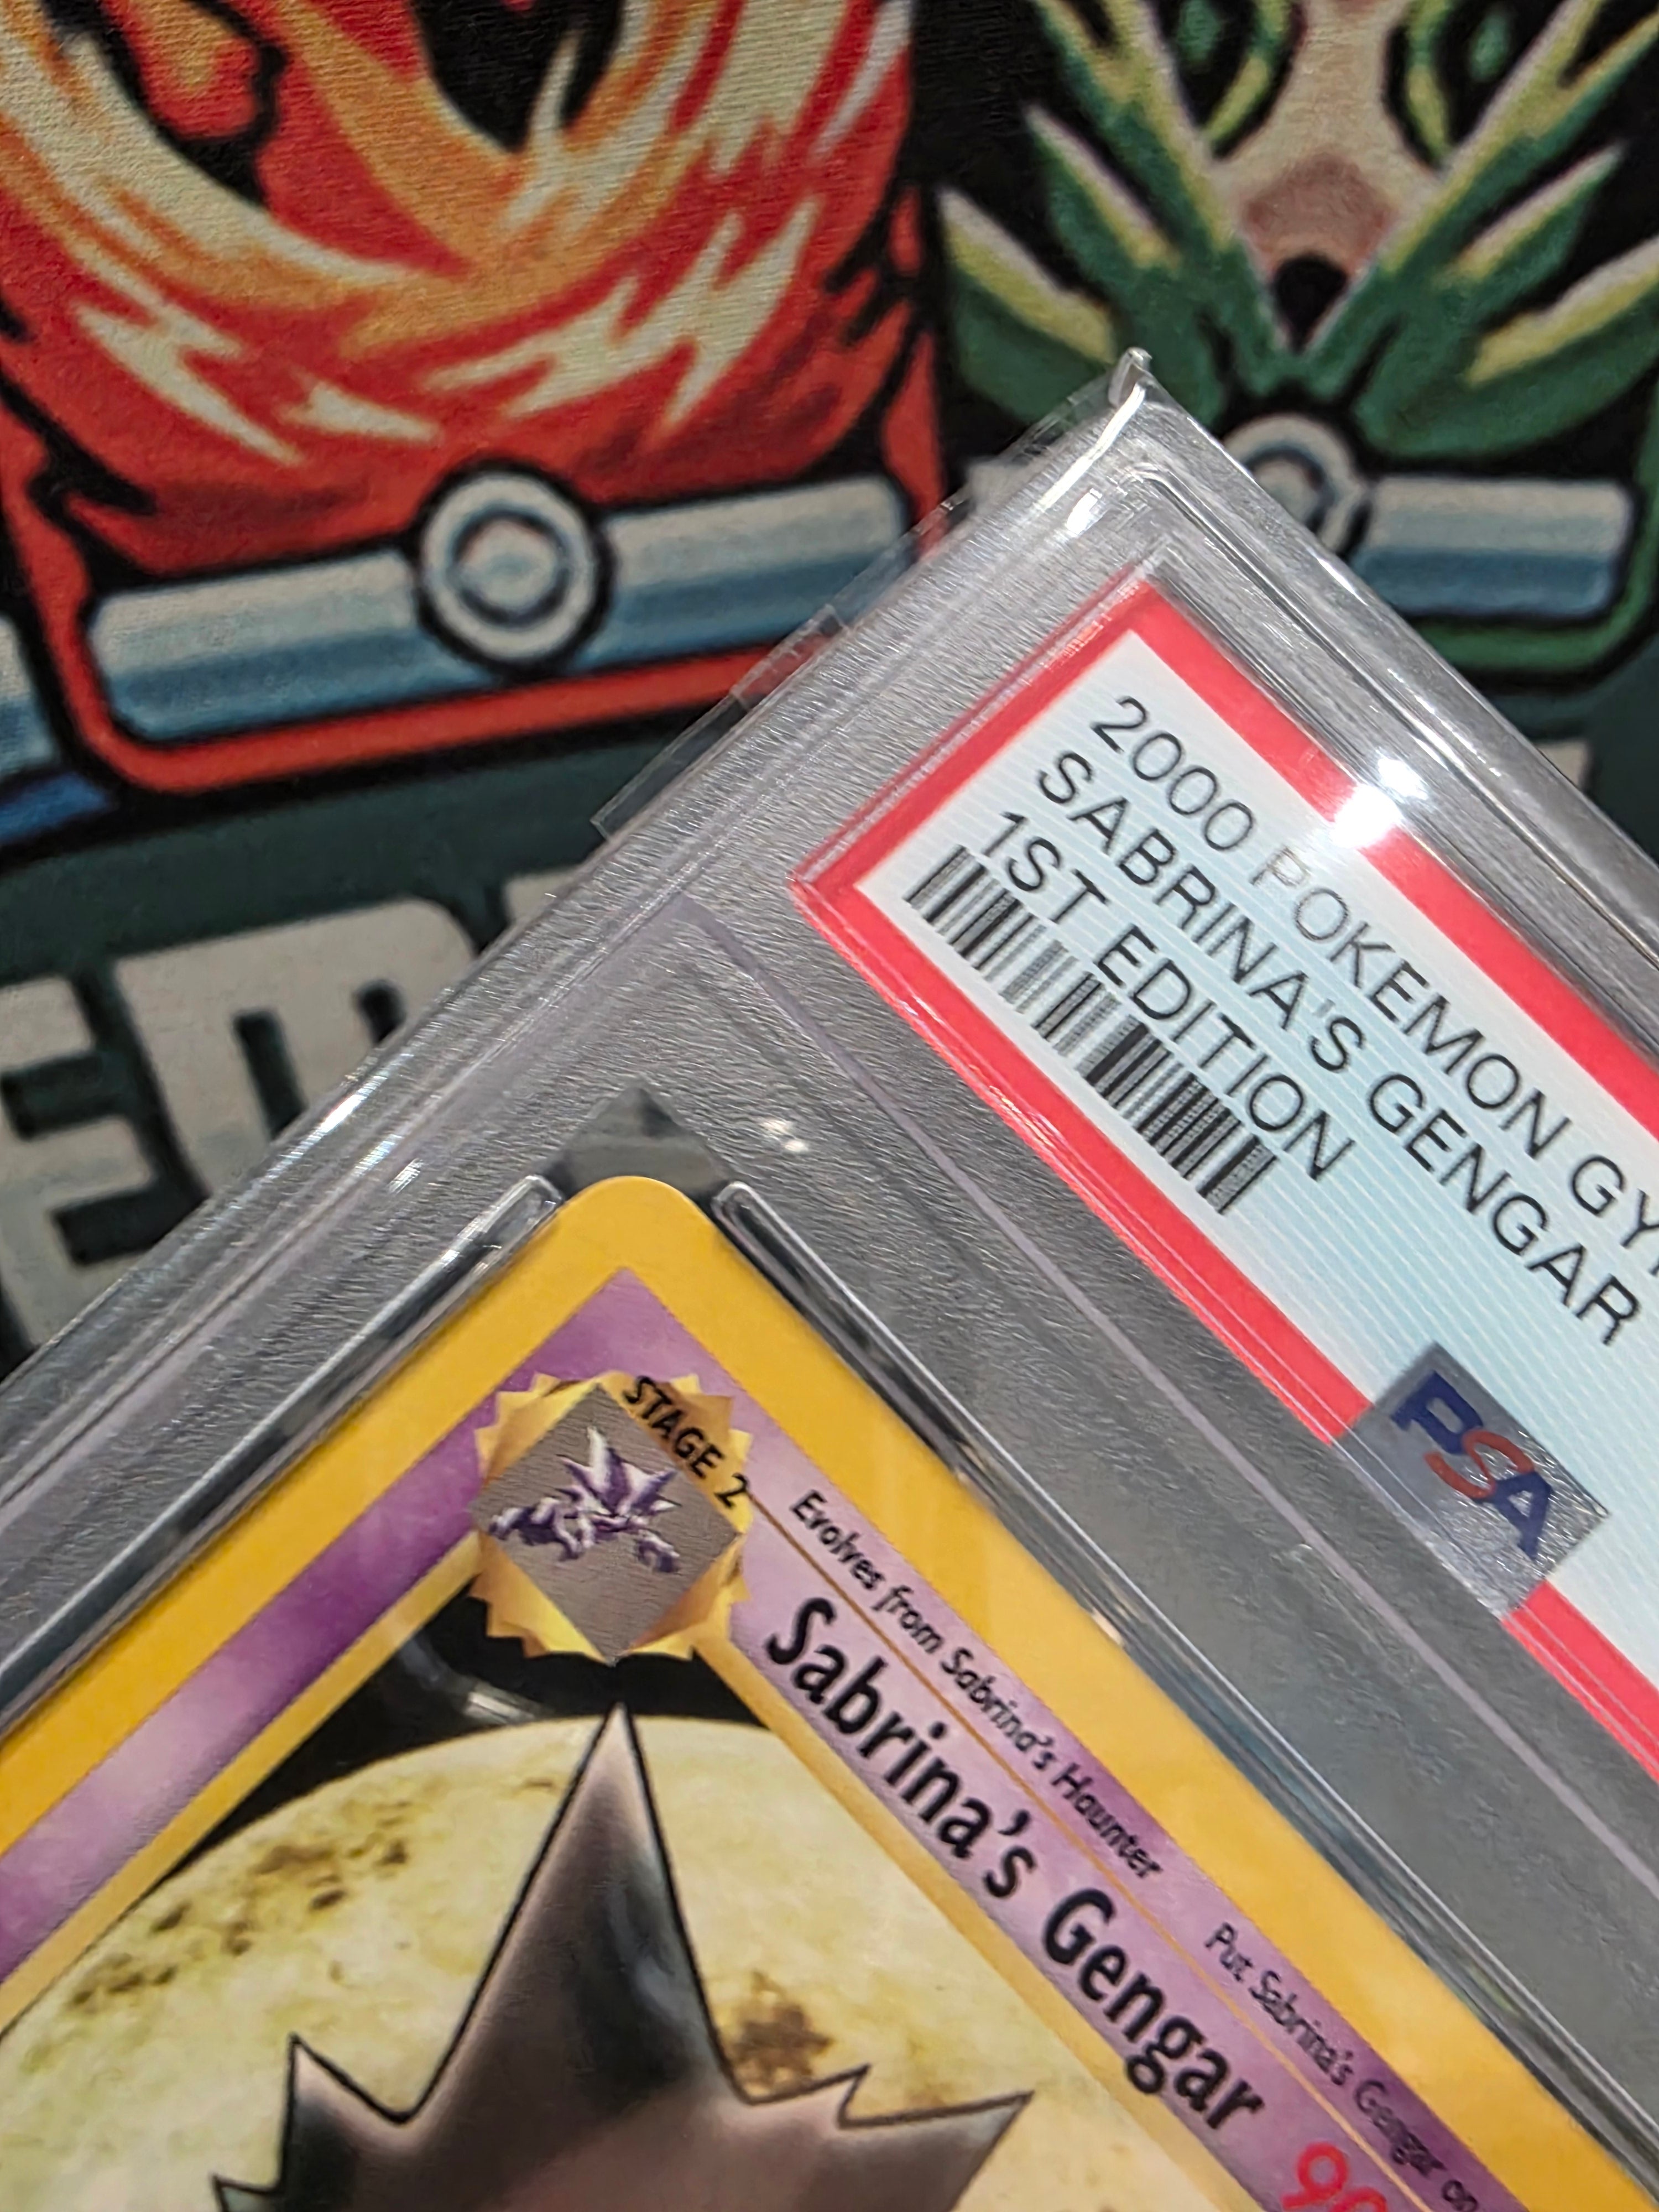 2000 POKEMON GY
SABRINA'S GENGAR
1ST EDITION
PSA
STAGE 2
Evolves from Sabrina's Haunter
Put Sabrina's Gengar on
Sabrina's Gengar
90